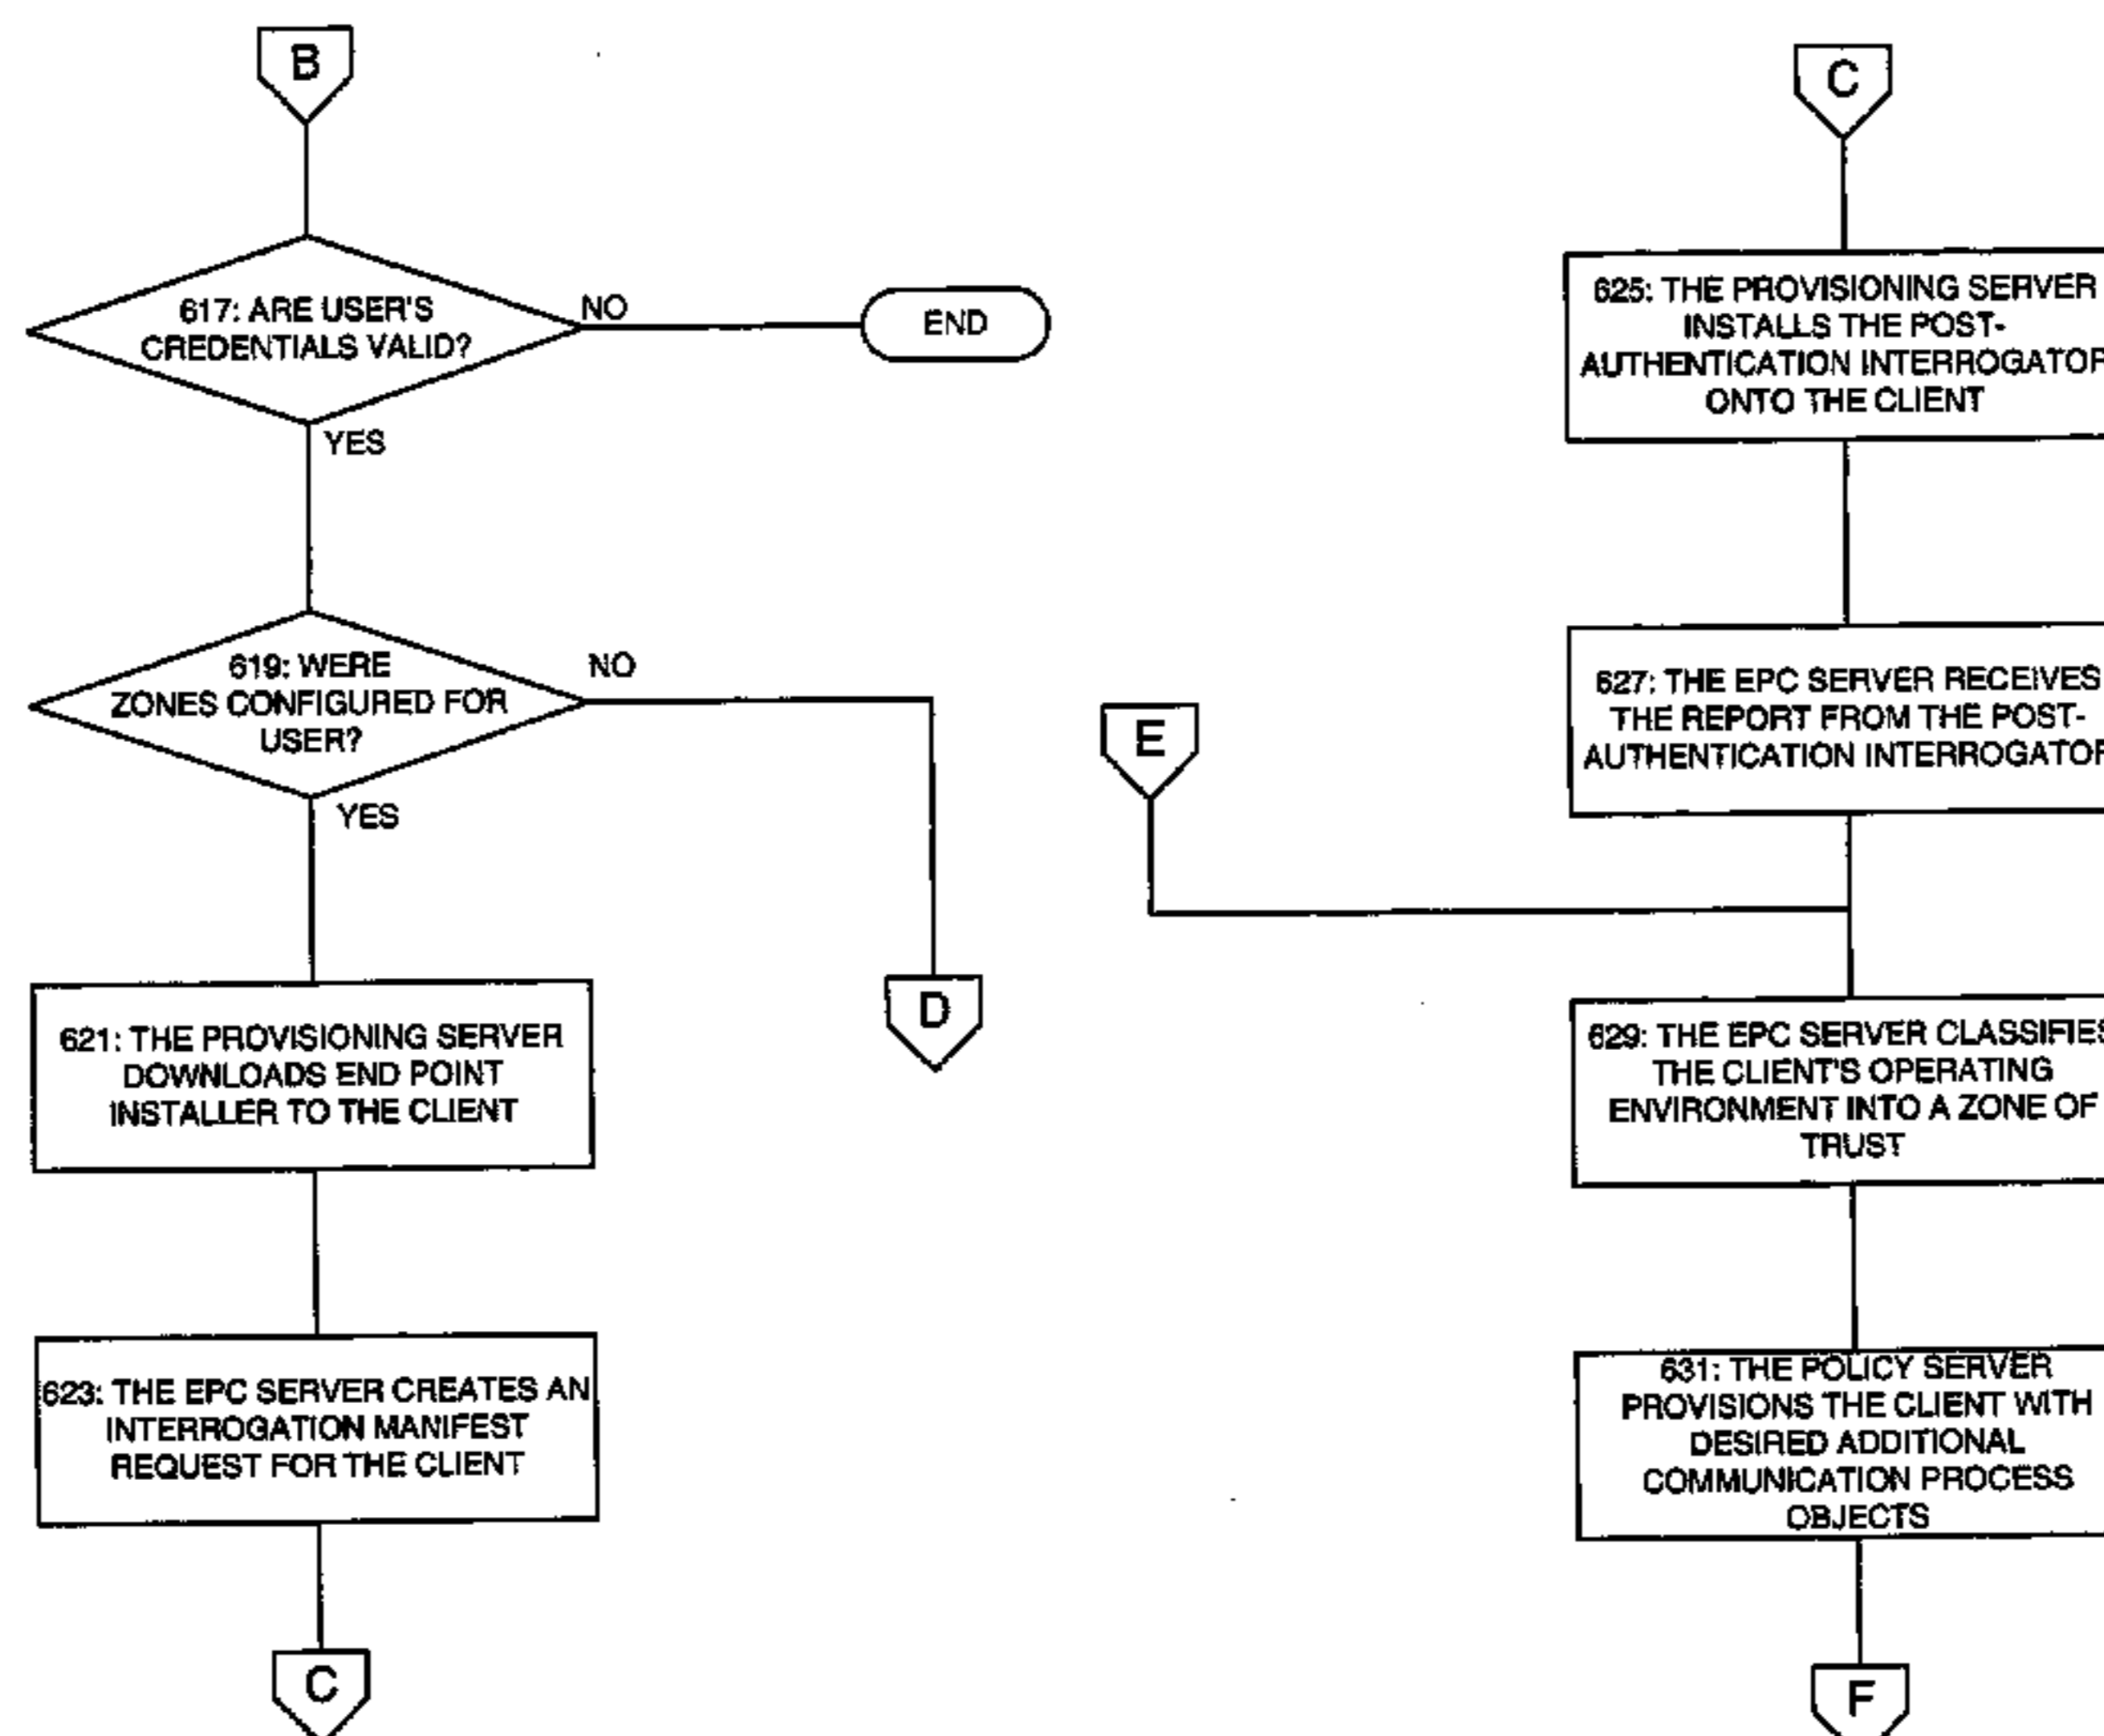 B
617: ARE USER'S
CREDENTIALS VALID?
NO
END
YES
619: WERE
ZONES CONFIGURED FOR
USER?
NO
YES
D
621: THE PROVISIONING SERVER
DOWNLOADS END POINT
INSTALLER TO THE CLIENT
623: THE EPC SERVER CREATES AN
INTERROGATION MANIFEST
REQUEST FOR THE CLIENT
C
C
625: THE PROVISIONING SERVER
INSTALLS THE POST-
AUTHENTICATION INTERROGATOR
ONTO THE CLIENT
627: THE EPC SERVER RECEIVES
THE REPORT FROM THE POST-
AUTHENTICATION INTERROGATOR
E
629: THE EPC SERVER CLASSIFIES
THE CLIENT'S OPERATING
ENVIRONMENT INTO A ZONE OF
TRUST
631: THE POLICY SERVER
PROVISIONS THE CLIENT WITH
DESIRED ADDITIONAL
COMMUNICATION PROCESS
OBJECTS
F